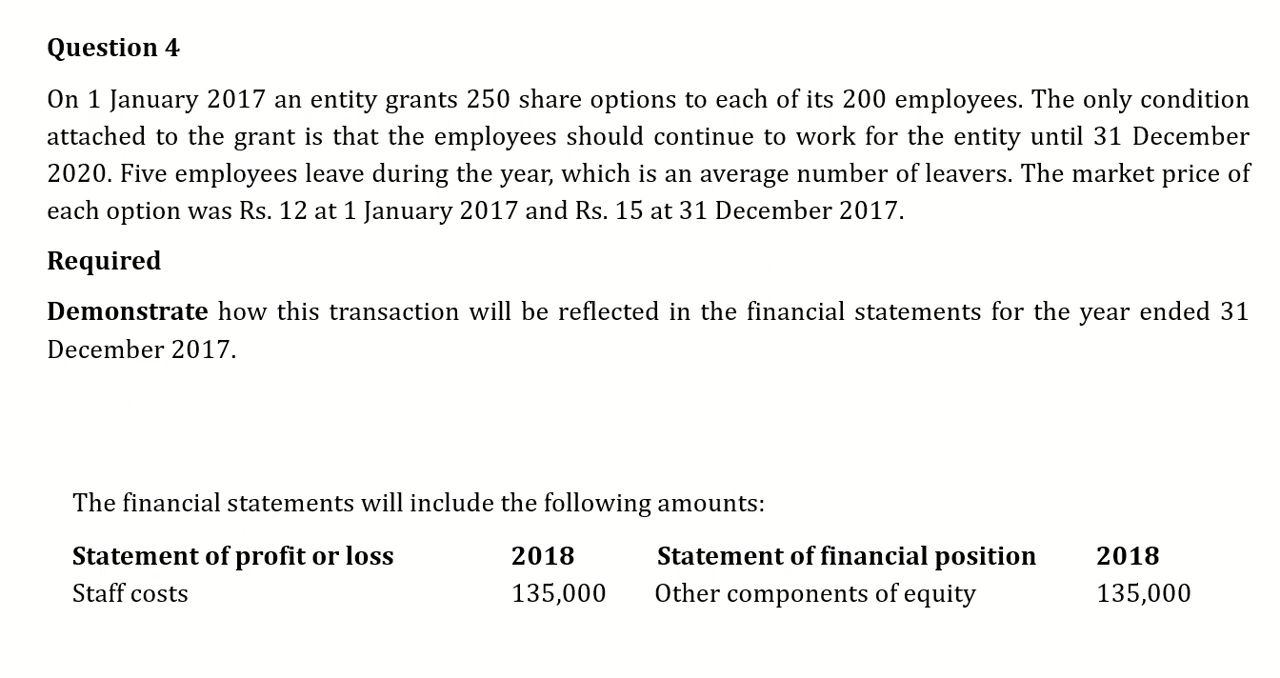 Question 4
On 1 January 2017 an entity grants 250 share options to each of its 200 employees. The only condition
attached to the grant is that the employees should continue to work for the entity until 31 December
2020. Five employees leave during the year, which is an average number of leavers. The market price of
each option was Rs. 12 at 1 January 2017 and Rs. 15 at 31 December 2017.
Required
Demonstrate how this transaction will be reflected in the financial statements for the year ended 31
December 2017.
The financial statements will include the following amounts:
Statement of profit or loss 2018 Statement of financial position 2018
Staff costs 135,000 Other components of equity 135,000